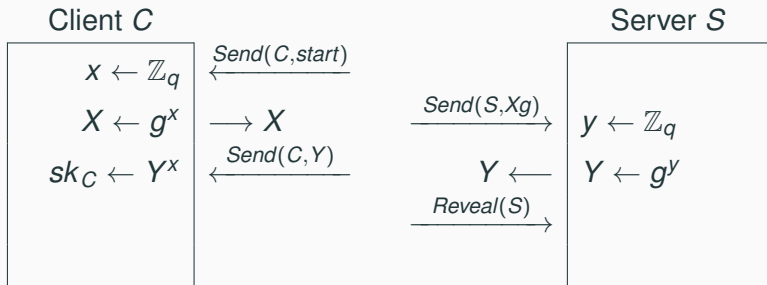 Client C Server S
x ← ℤ_q Send(C,start)
X ← g^x → X Send(S,Xg) y ← ℤ_q
sk_C ← Y^x Send(C,Y) Y ← Y ← g^y
Reveal(S)